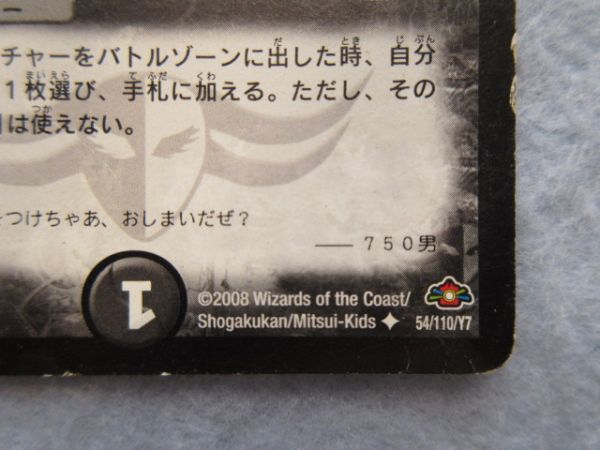 ー
チャーをバトルゾーンに出した時、自分
1枚選び、手札に加える。ただし、その
は使えない。
をつけちゃあ、おしまいだぜ？
―― 750男
1
©2008 Wizards of the Coast/
Shogakukan/Mitsui-Kids
54/110/Y7